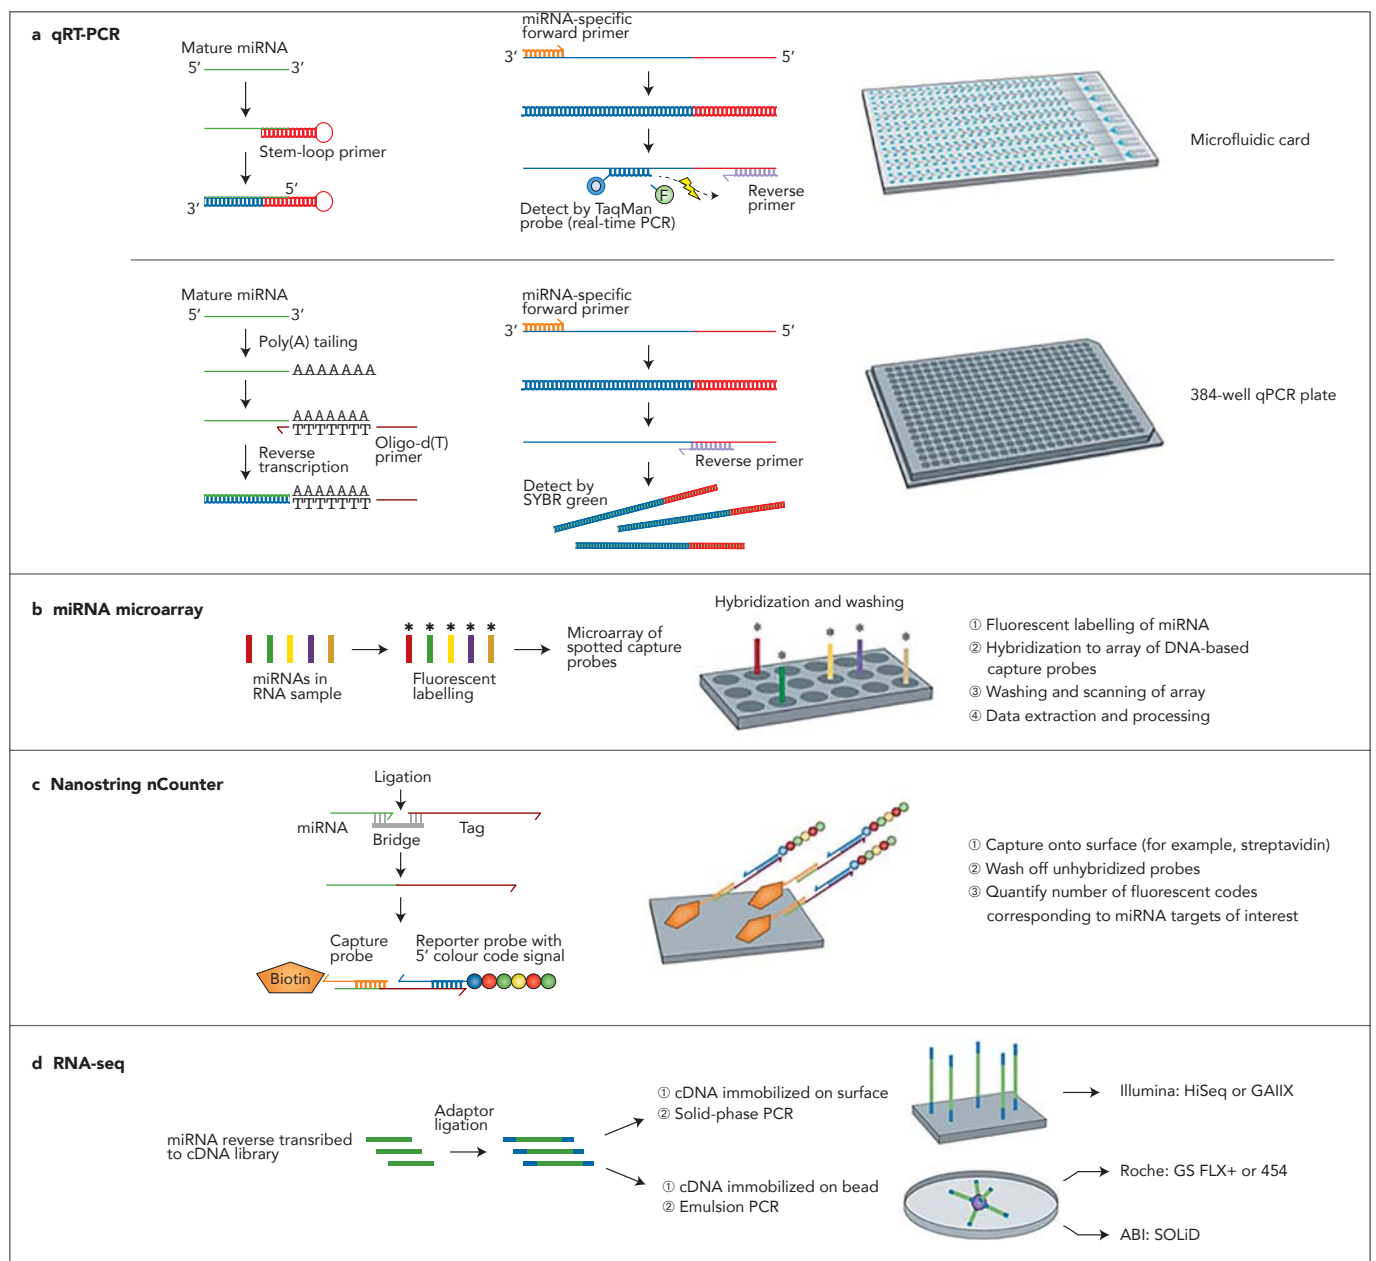 a qRT-PCR
Mature miRNA
5’ 3’
Stem-loop primer
5’
3’
miRNA-specific
forward primer
3’ 5’
Detect by TaqMan
probe (real-time PCR)
F
Reverse
primer
Microfluidic card
Mature miRNA
5’ 3’
Poly(A) tailing
AAAAAAA
AAAAAAA
TTTTTTT
Oligo-d(T)
primer
Reverse
transcription
AAAAAAA
TTTTTTT
miRNA-specific
forward primer
3’ 5’
Reverse primer
Detect by
SYBR green
384-well qPCR plate
b miRNA microarray
miRNAs in
RNA sample
* * * * *
Fluorescent
labelling
Microarray of
spotted capture
probes
Hybridization and washing
① Fluorescent labelling of miRNA
② Hybridization to array of DNA-based
capture probes
③ Washing and scanning of array
④ Data extraction and processing
c Nanostring nCounter
Ligation
miRNA
Bridge
Tag
Capture
probe
Reporter probe with
5’ colour code signal
Biotin
① Capture onto surface (for example, streptavidin)
② Wash off unhybridized probes
③ Quantify number of fluorescent codes
corresponding to miRNA targets of interest
d RNA-seq
miRNA reverse transribed
to cDNA library
Adaptor
ligation
① cDNA immobilized on surface
② Solid-phase PCR
① cDNA immobilized on bead
② Emulsion PCR
Illumina: HiSeq or GAIIX
Roche: GS FLX+ or 454
ABI: SOLiD